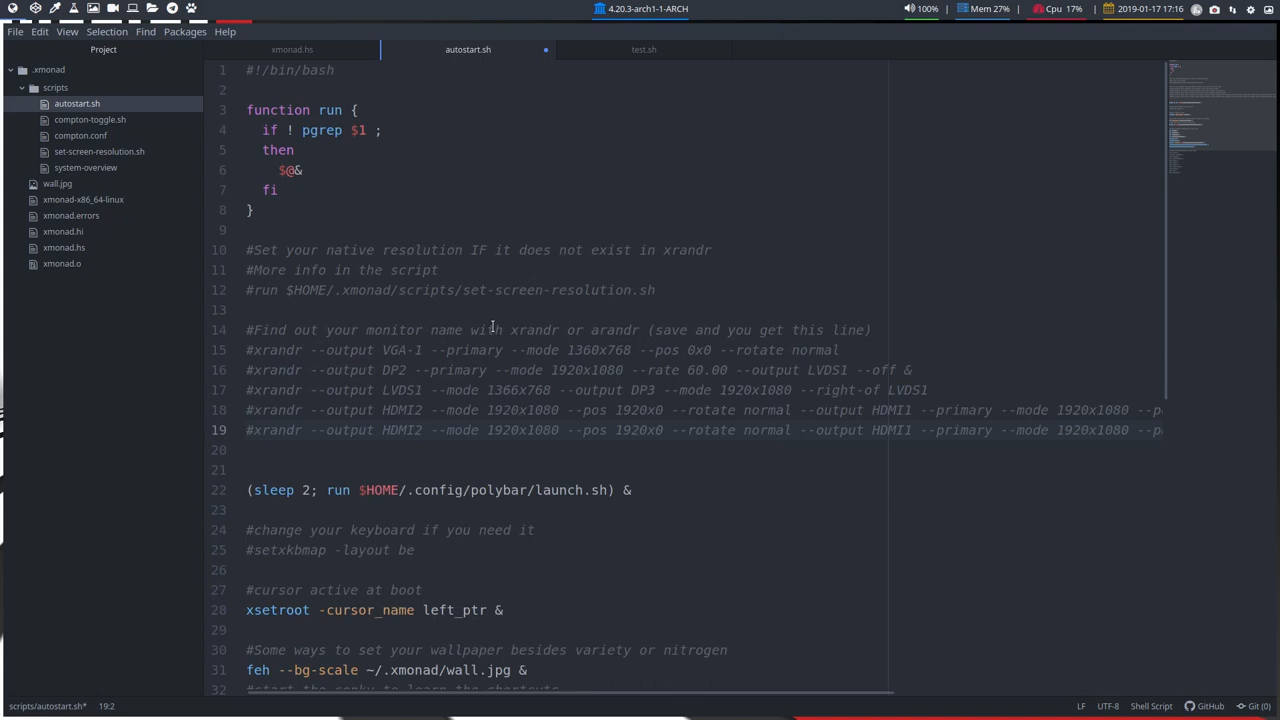 4.20.3-arch1-1-ARCH
100%
Mem 27%
Cpu 17%
2019-01-17 17:16
File Edit View Selection Find Packages Help
Project
xmonad.hs
autostart.sh
test.sh
.xmonad
scripts
autostart.sh
compton-toggle.sh
compton.conf
set-screen-resolution.sh
system-overview
wall.jpg
xmonad-x86_64-linux
xmonad.errors
xmonad.hi
xmonad.hs
xmonad.o
1 #!/bin/bash
2
3 function run {
4 if ! pgrep $1 ;
5 then
6 $@&
7 fi
8 }
9
10 #Set your native resolution IF it does not exist in xrandr
11 #More info in the script
12 #run $HOME/.xmonad/scripts/set-screen-resolution.sh
13
14 #Find out your monitor name with xrandr or arandr (save and you get this line)
15 #xrandr --output VGA-1 --primary --mode 1360x768 --pos 0x0 --rotate normal
16 #xrandr --output DP2 --primary --mode 1920x1080 --rate 60.00 --output LVDS1 --off &
17 #xrandr --output LVDS1 --mode 1366x768 --output DP3 --mode 1920x1080 --right-of LVDS1
18 #xrandr --output HDMI2 --mode 1920x1080 --pos 1920x0 --rotate normal --output HDMI1 --primary --mode 1920x1080 --p
19 #xrandr --output HDMI2 --mode 1920x1080 --pos 1920x0 --rotate normal --output HDMI1 --primary --mode 1920x1080 --p
20
21
22 (sleep 2; run $HOME/.config/polybar/launch.sh) &
23
24 #change your keyboard if you need it
25 #setxkbmap -layout be
26
27 #cursor active at boot
28 xsetroot -cursor_name left_ptr &
29
30 #Some ways to set your wallpaper besides variety or nitrogen
31 feh --bg-scale ~/.xmonad/wall.jpg &
32 #start the conky to learn the shortcuts
scripts/autostart.sh* 19:2
LF UTF-8 Shell Script GitHub Git (0)